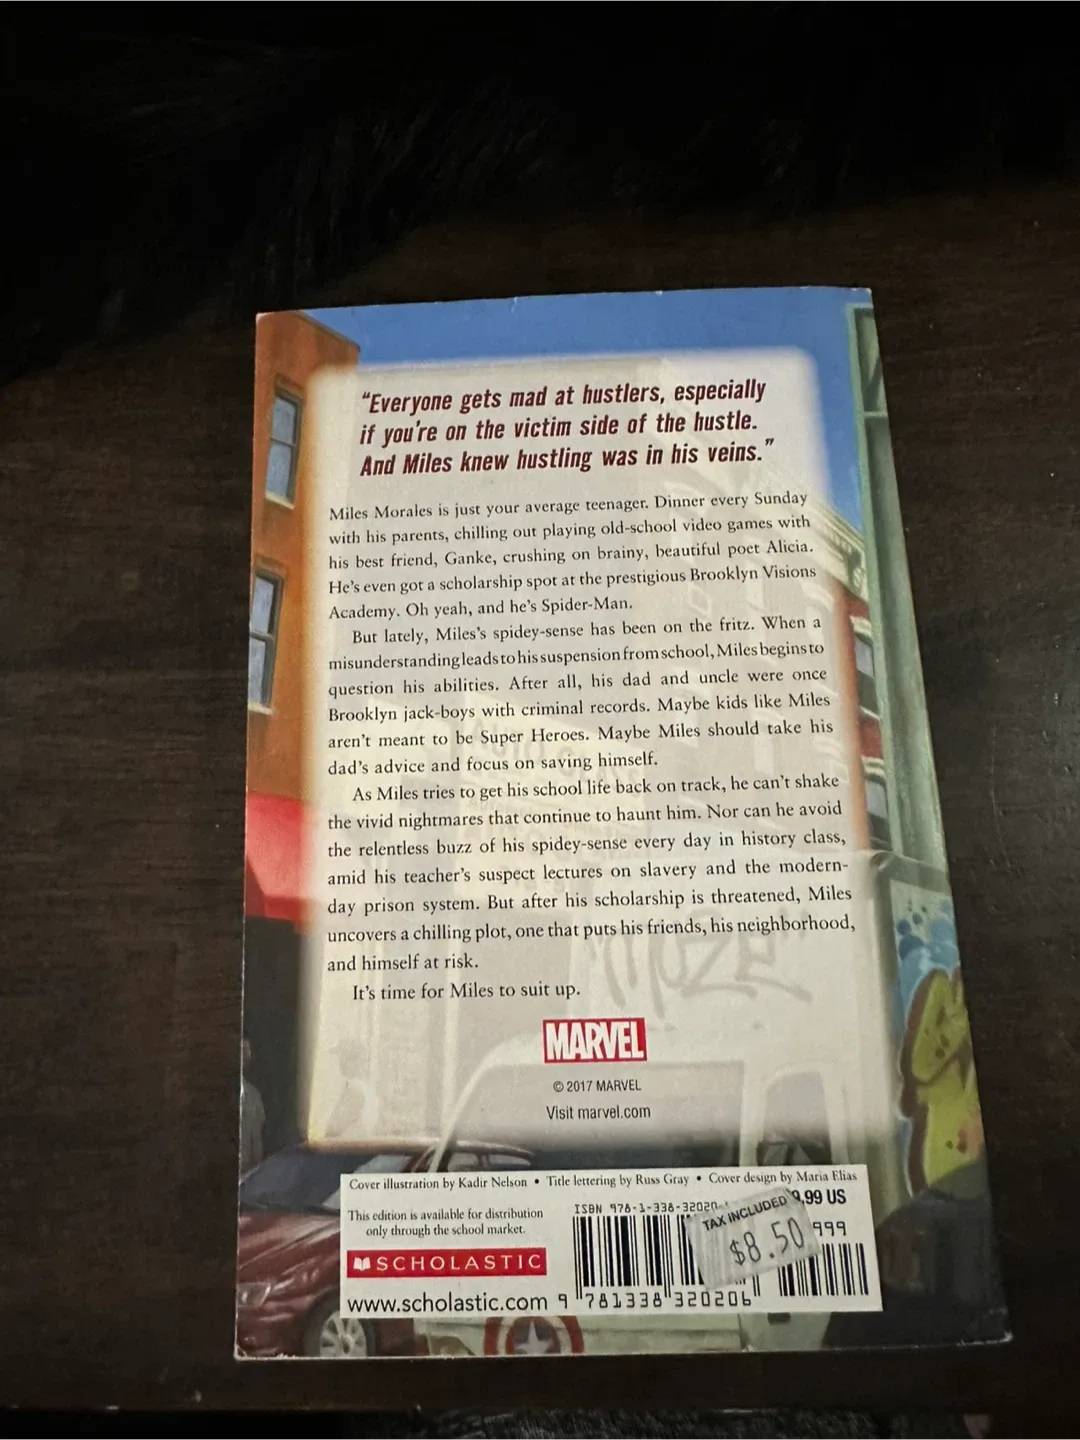 "Everyone gets mad at hustlers, especially
if you're on the victim side of the hustle.
And Miles knew hustling was in his veins."
Miles Morales is just your average teenager. Dinner every Sunday
with his parents, chilling out playing old-school video games with
his best friend, Ganke, crushing on brainy, beautiful poet Alicia.
He's even got a scholarship spot at the prestigious Brooklyn Visions
Academy. Oh yeah, and he's Spider-Man.
But lately, Miles's spidey-sense has been on the fritz. When a
misunderstanding leads to his suspension from school, Miles begins to
question his abilities. After all, his dad and uncle were once
Brooklyn jack-boys with criminal records. Maybe kids like Miles
aren't meant to be Super Heroes. Maybe Miles should take his
dad's advice and focus on saving himself.
As Miles tries to get his school life back on track, he can't shake
the vivid nightmares that continue to haunt him. Nor can he avoid
the relentless buzz of his spidey-sense every day in history class,
amid his teacher's suspect lectures on slavery and the modern-
day prison system. But after his scholarship is threatened, Miles
uncovers a chilling plot, one that puts his friends, his neighborhood,
and himself at risk.
It's time for Miles to suit up.
MARVEL
© 2017 MARVEL
Visit marvel.com
Cover illustration by Kadir Nelson • Title lettering by Russ Gray • Cover design by Maria Elias
This edition is available for distribution
only through the school market.
SCHOLASTIC
www.scholastic.com
ISBN 978-1-338-32020
9.99 US
TAX INCLUDED
$8.50
999
9 781338 320206